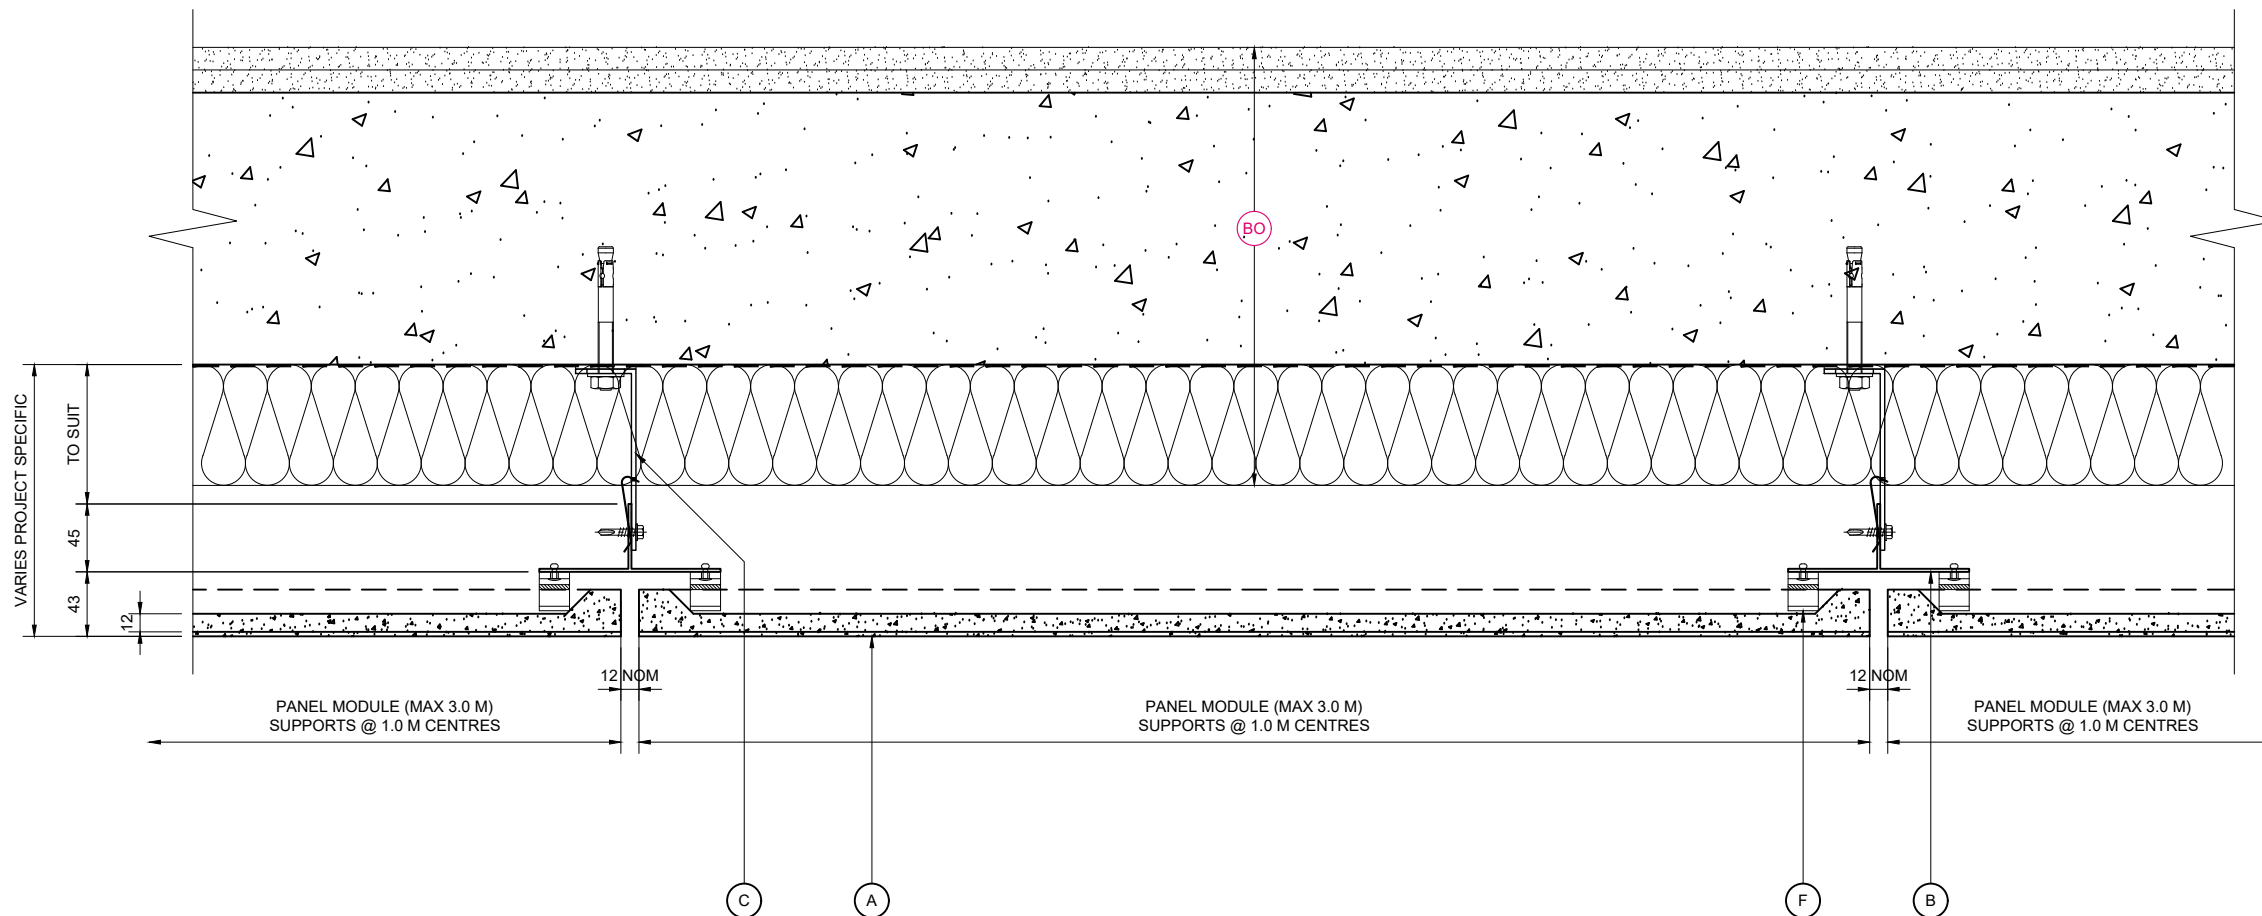 BO
VARIES PROJECT SPECIFIC
TO SUIT
45
43
12
12 NOM
12 NOM
PANEL MODULE (MAX 3.0 M)
SUPPORTS @ 1.0 M CENTRES
PANEL MODULE (MAX 3.0 M)
SUPPORTS @ 1.0 M CENTRES
PANEL MODULE (MAX 3.0 M)
SUPPORTS @ 1.0 M CENTRES
C
A
F
B